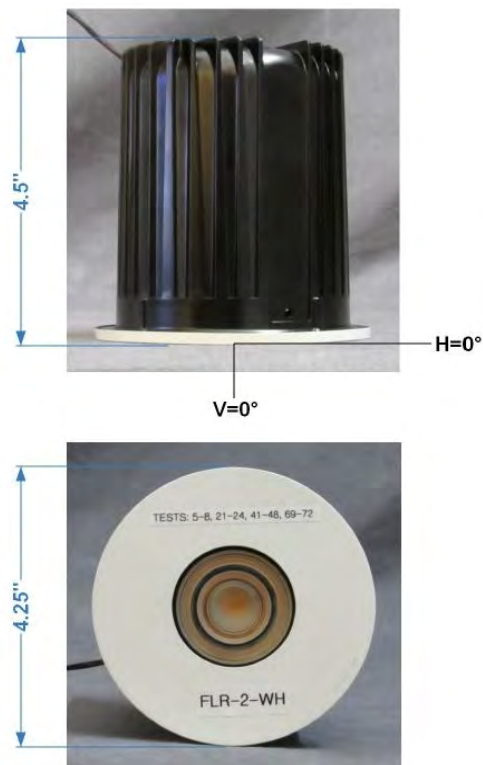 4.5"
H=0°
V=0°
4.25"
TESTS: 5-8, 21-24, 41-48, 69-72
FLR-2-WH